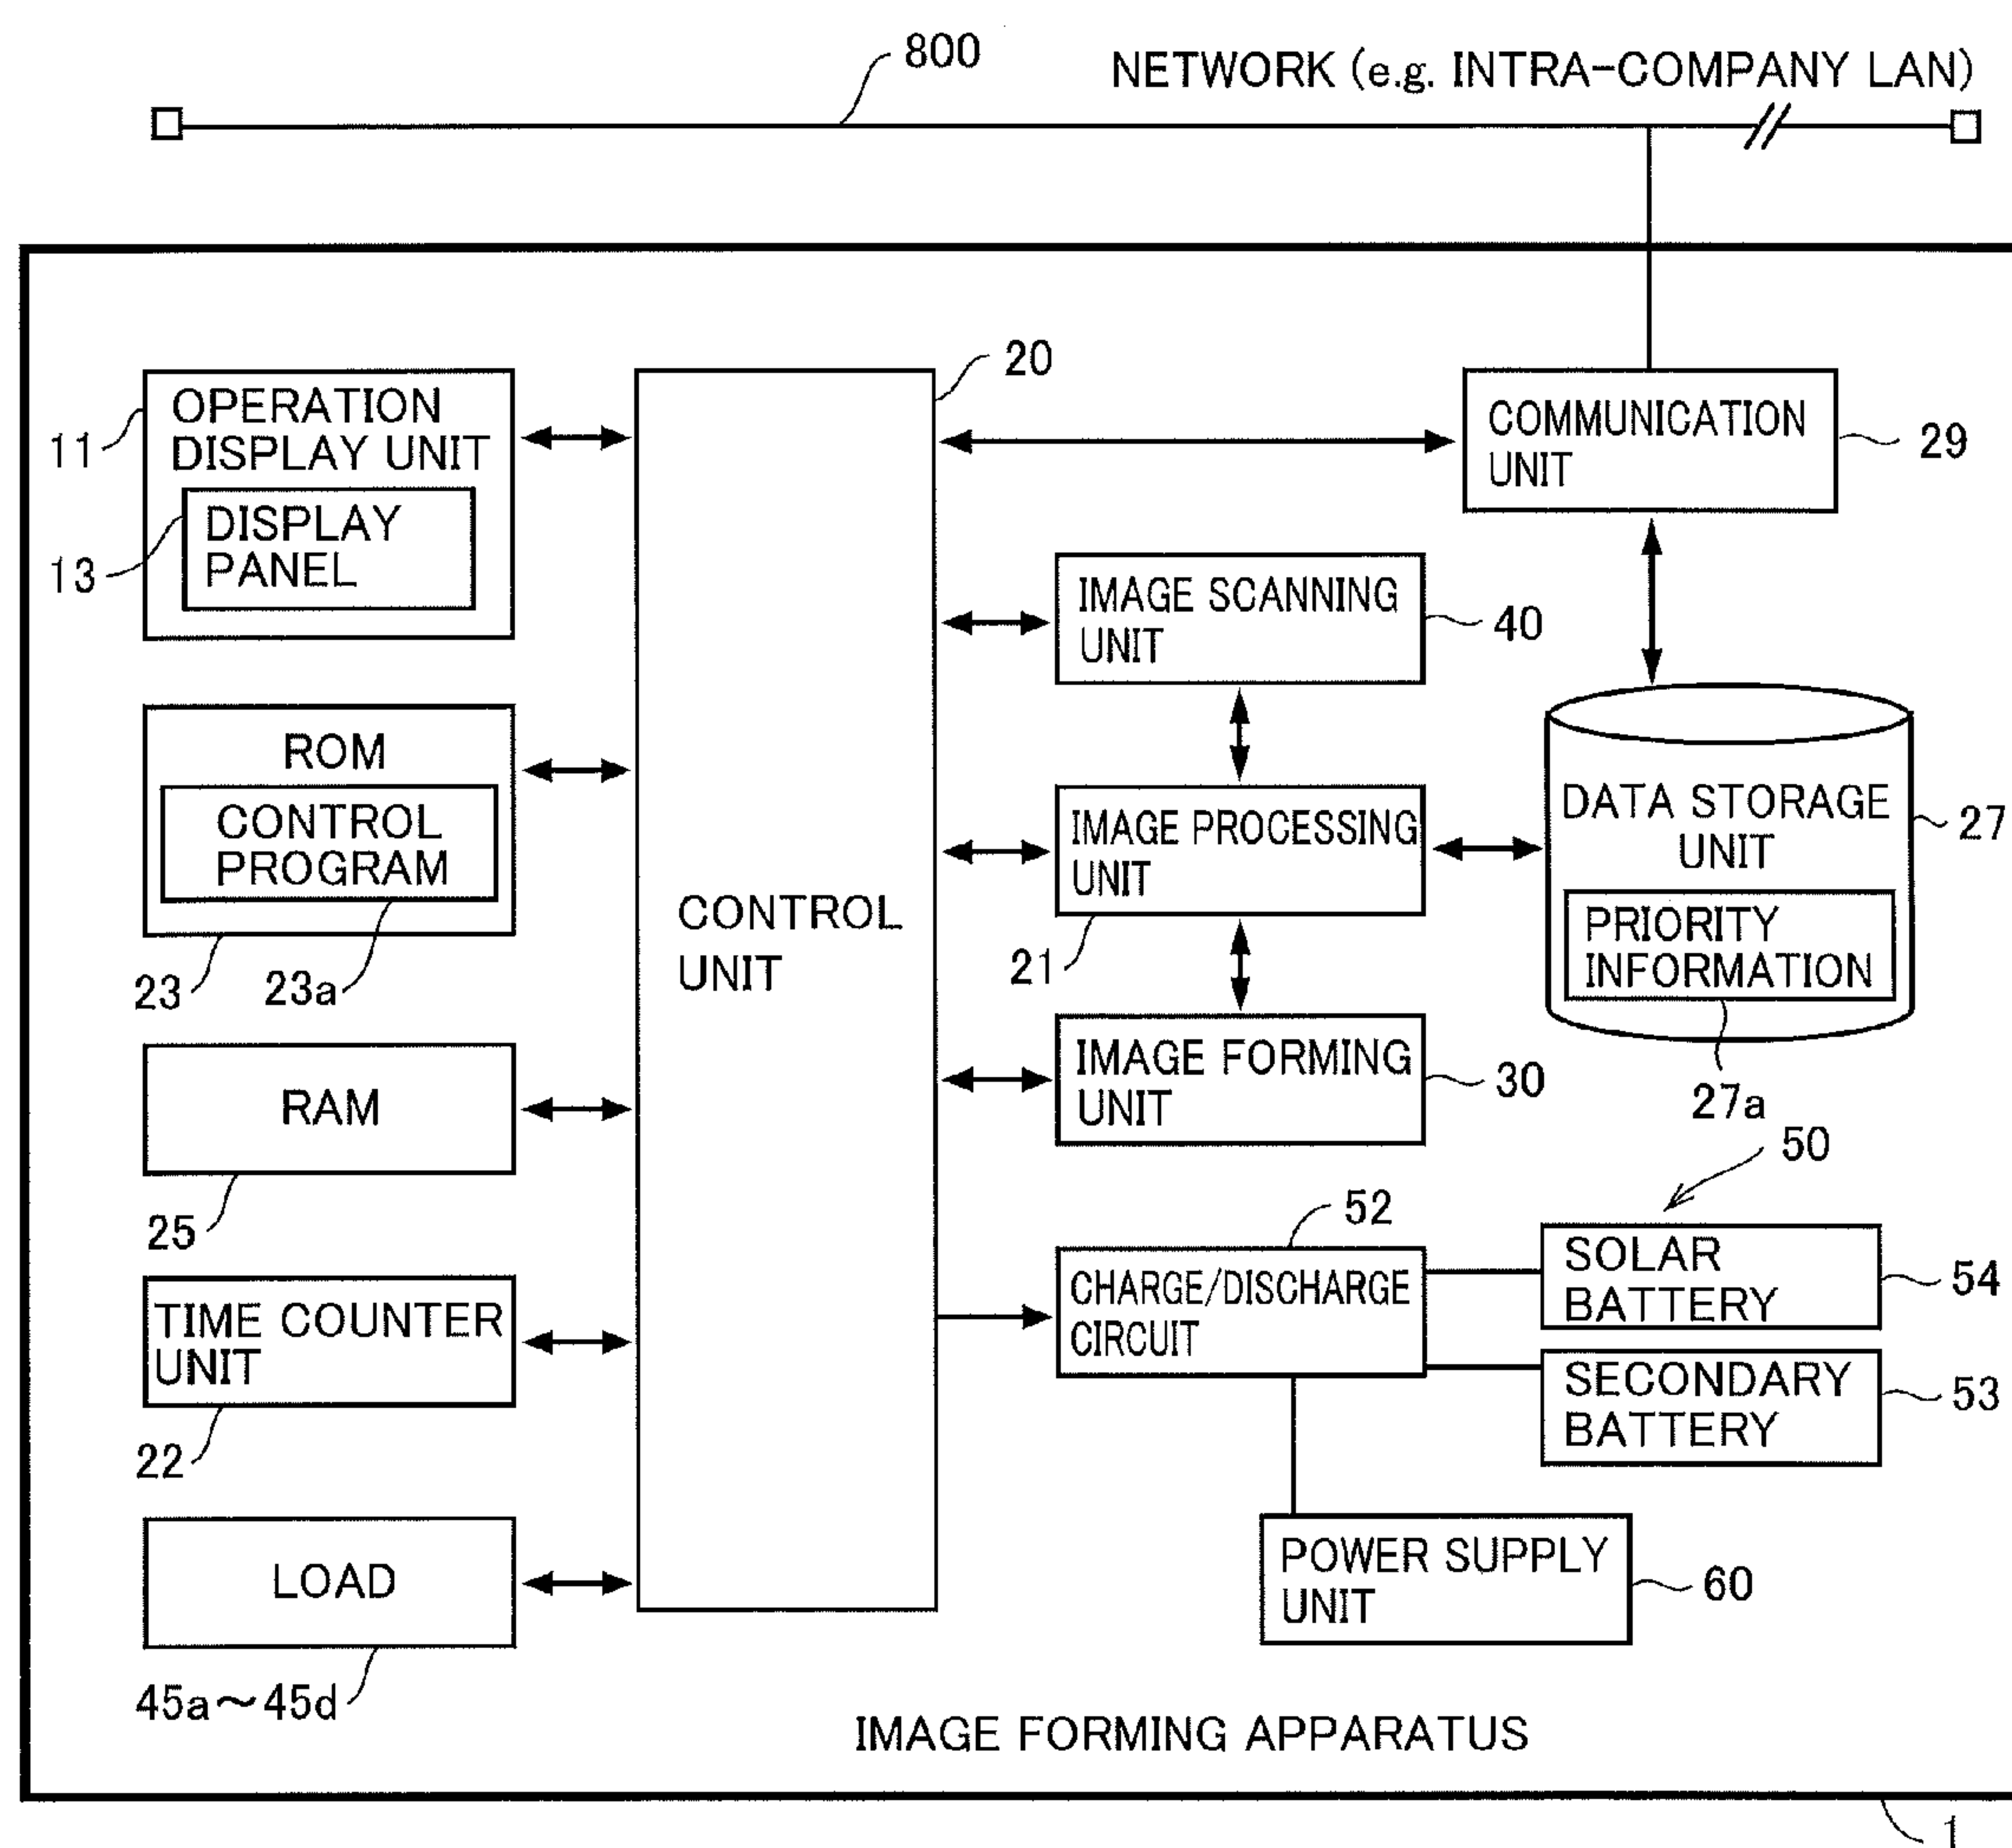 800
NETWORK (e.g. INTRA-COMPANY LAN)
20
11
OPERATION
DISPLAY UNIT
13
DISPLAY
PANEL
COMMUNICATION
UNIT
29
IMAGE SCANNING
UNIT
40
ROM
CONTROL
PROGRAM
23
23a
CONTROL
UNIT
IMAGE PROCESSING
UNIT
21
DATA STORAGE
UNIT
27
PRIORITY
INFORMATION
27a
RAM
25
IMAGE FORMING
UNIT
30
50
52
TIME COUNTER
UNIT
22
CHARGE/DISCHARGE
CIRCUIT
SOLAR
BATTERY
54
SECONDARY
BATTERY
53
LOAD
45a～45d
POWER SUPPLY
UNIT
60
IMAGE FORMING APPARATUS
1